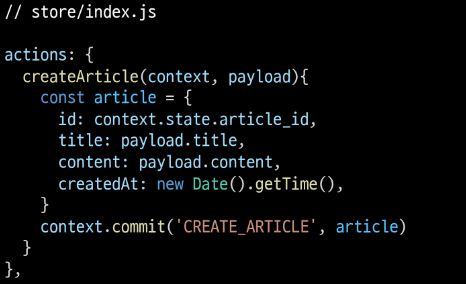 // store/index.js
actions: {
  createArticle(context, payload){
    const article = {
      id: context.state.article_id,
      title: payload.title,
      content: payload.content,
      createdAt: new Date().getTime(),
    }
    context.commit('CREATE_ARTICLE', article)
  }
},